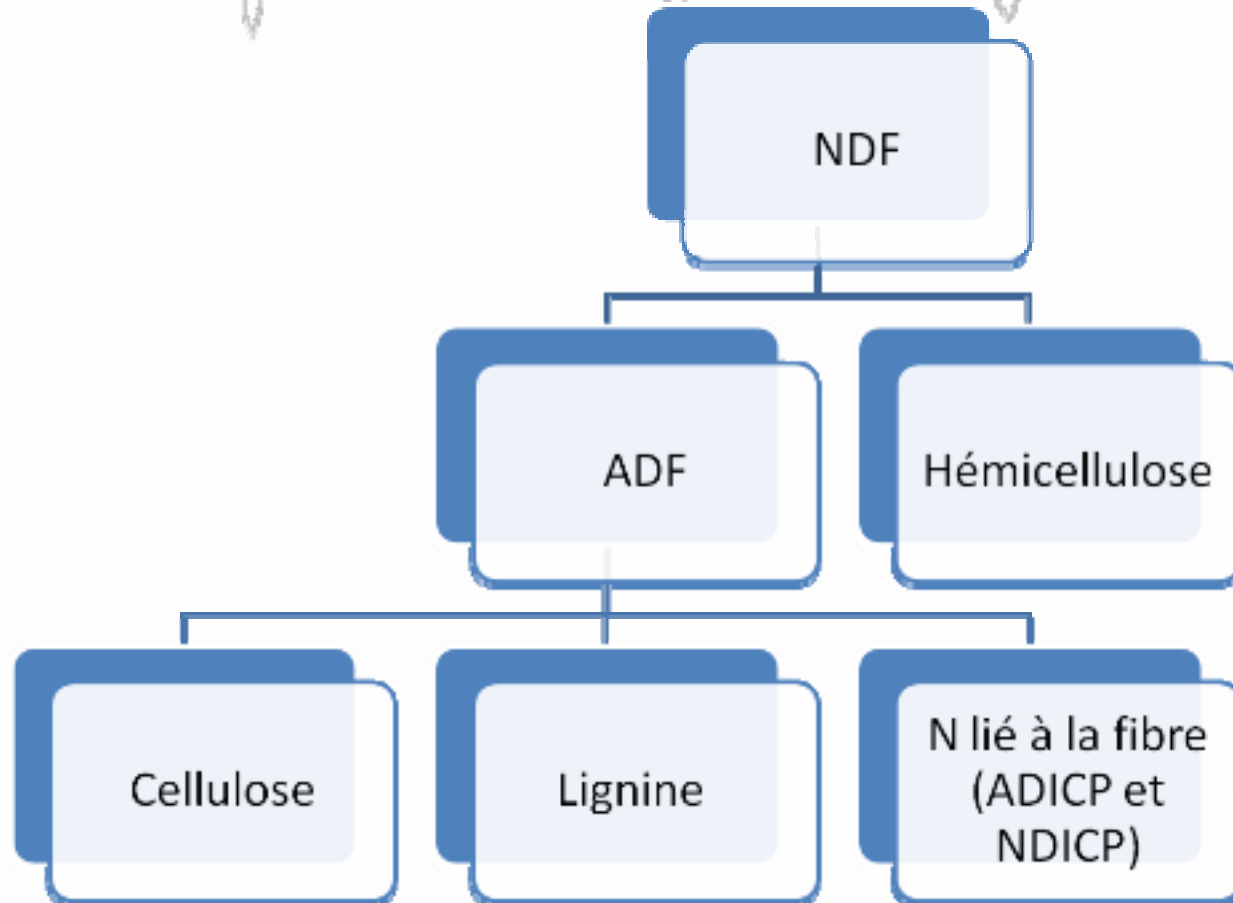 NDF
ADF
Hémicellulose
Cellulose
Lignine
N lié à la fibre
(ADICP et
NDICP)